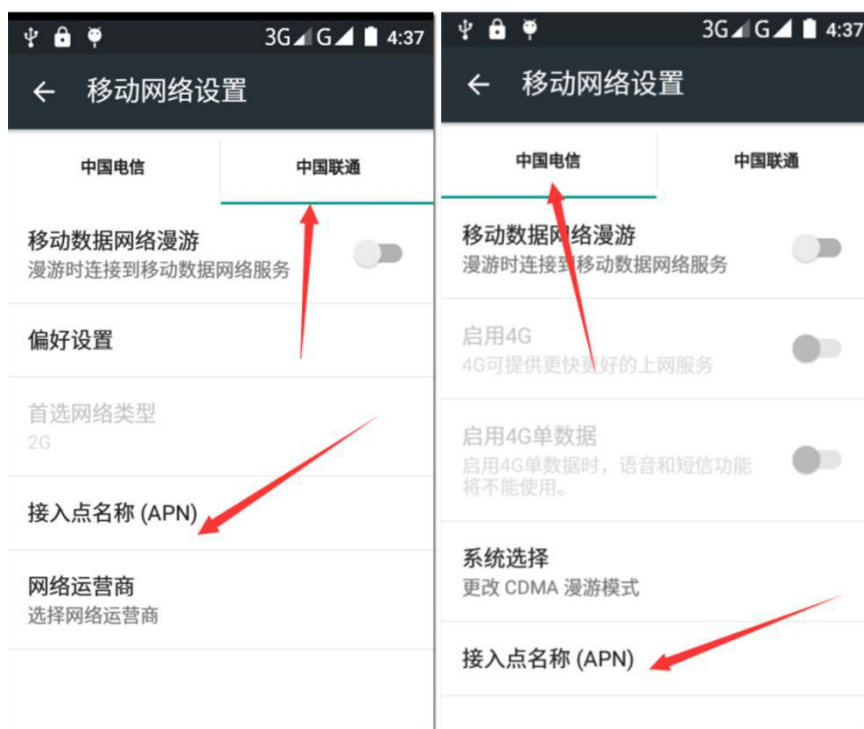 3G G 4:37
移动网络设置
中国电信 中国联通
移动数据网络漫游
漫游时连接到移动数据网络服务
偏好设置
首选网络类型
2G
接入点名称 (APN)
网络运营商
选择网络运营商
3G G 4:37
移动网络设置
中国电信 中国联通
移动数据网络漫游
漫游时连接到移动数据网络服务
启用4G
4G可提供更快更好的上网服务
启用4G单数据
启用4G单数据时，语音和短信功能
将不能使用。
系统选择
更改 CDMA 漫游模式
接入点名称 (APN)